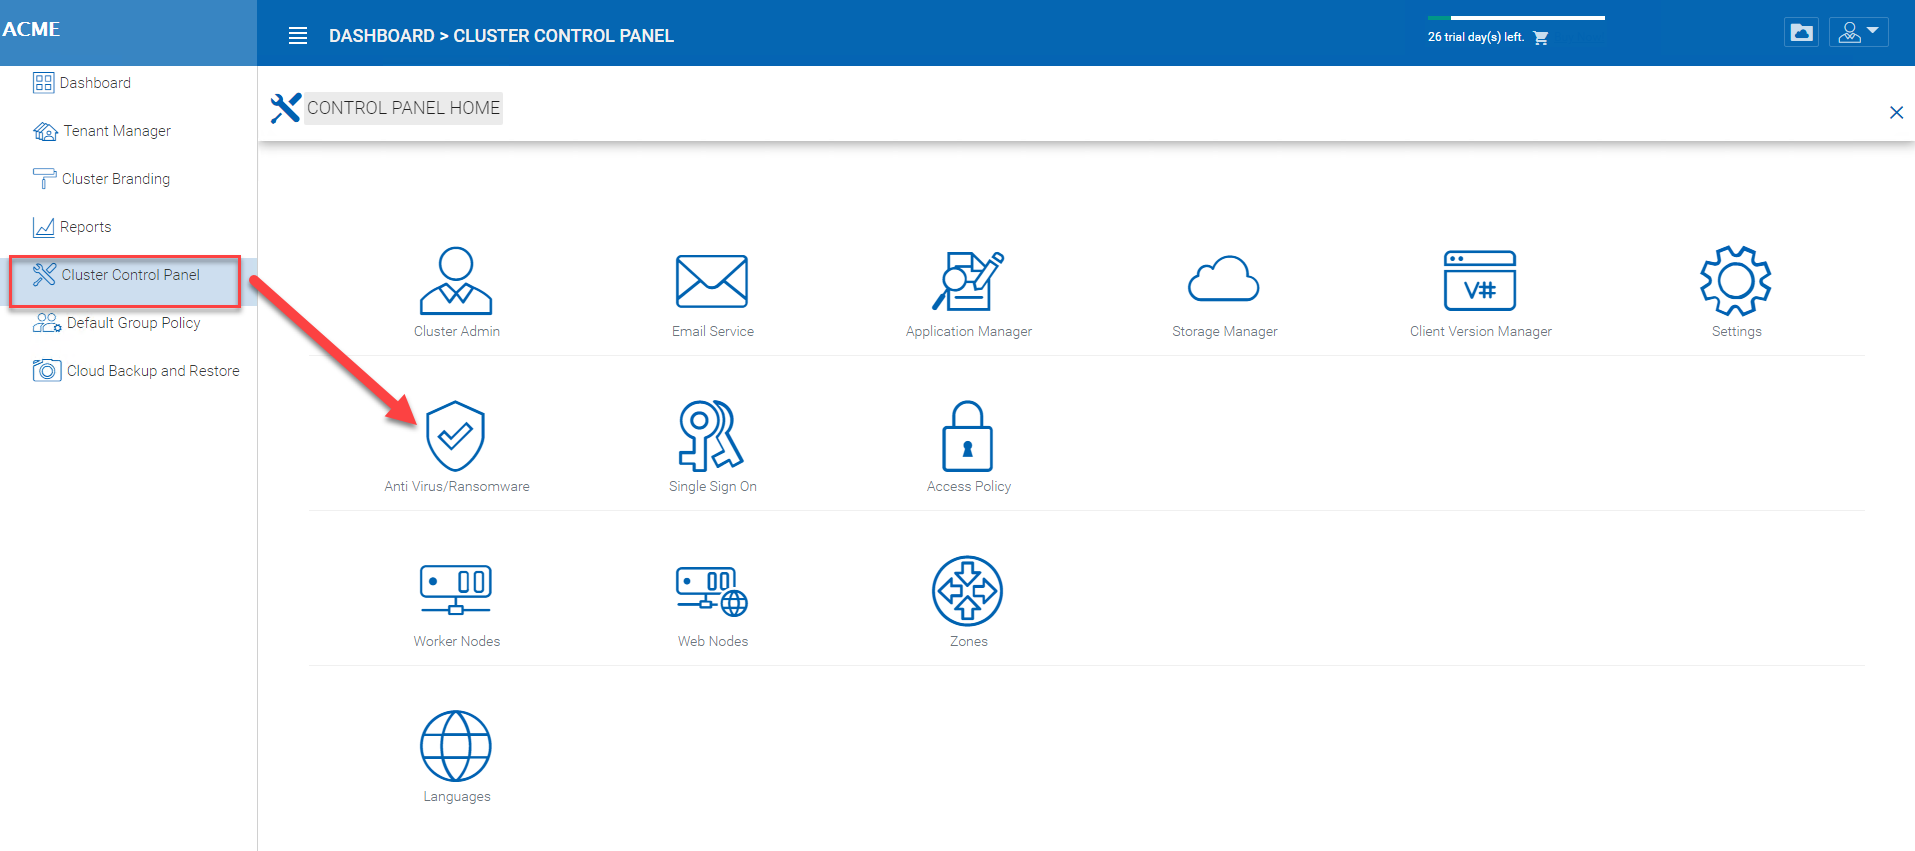 ACME
DASHBOARD > CLUSTER CONTROL PANEL
26 trial day(s) left.
Dashboard
Tenant Manager
Cluster Branding
Reports
Cluster Control Panel
Default Group Policy
Cloud Backup and Restore
CONTROL PANEL HOME
Cluster Admin
Email Service
Application Manager
Storage Manager
V#
Client Version Manager
Settings
Anti Virus/Ransomware
Single Sign On
Access Policy
Worker Nodes
Web Nodes
Zones
Languages